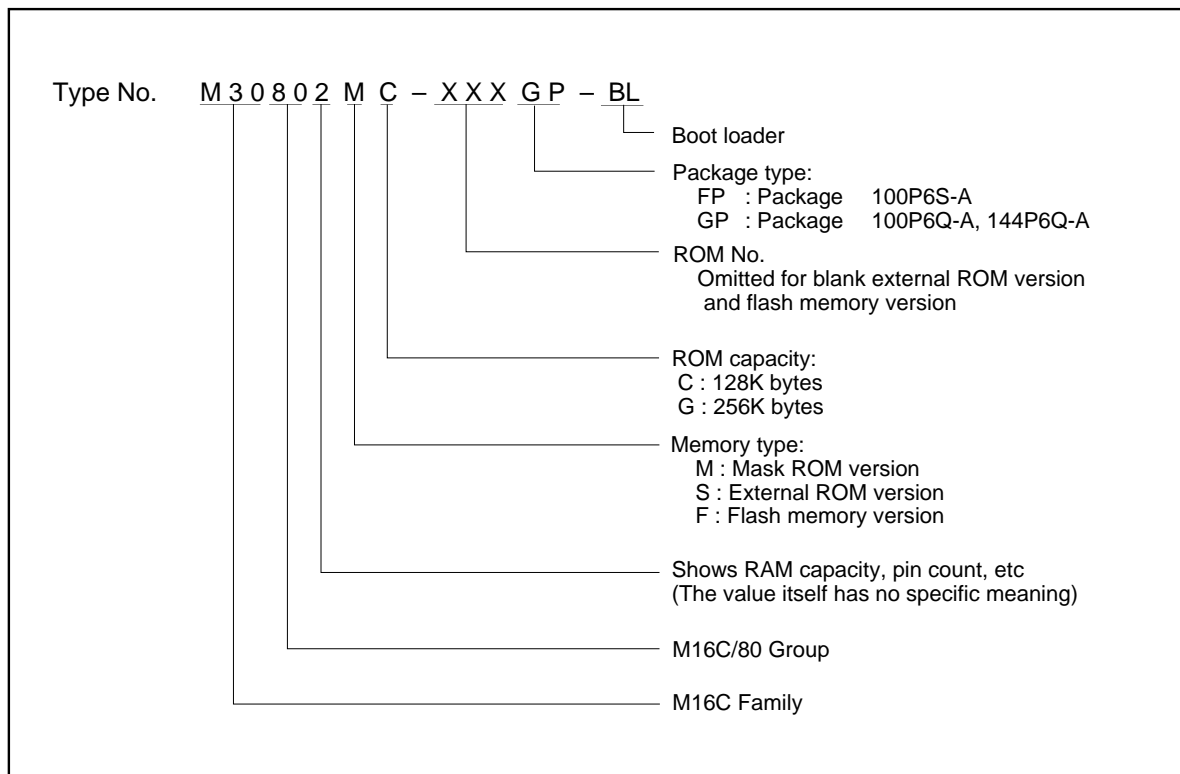 Type No. M 3 0 8 0 2 M C – X X X G P – BL
Boot loader
Package type:
FP : Package 100P6S-A
GP : Package 100P6Q-A, 144P6Q-A
ROM No.
Omitted for blank external ROM version
and flash memory version
ROM capacity:
C : 128K bytes
G : 256K bytes
Memory type:
M : Mask ROM version
S : External ROM version
F : Flash memory version
Shows RAM capacity, pin count, etc
(The value itself has no specific meaning)
M16C/80 Group
M16C Family